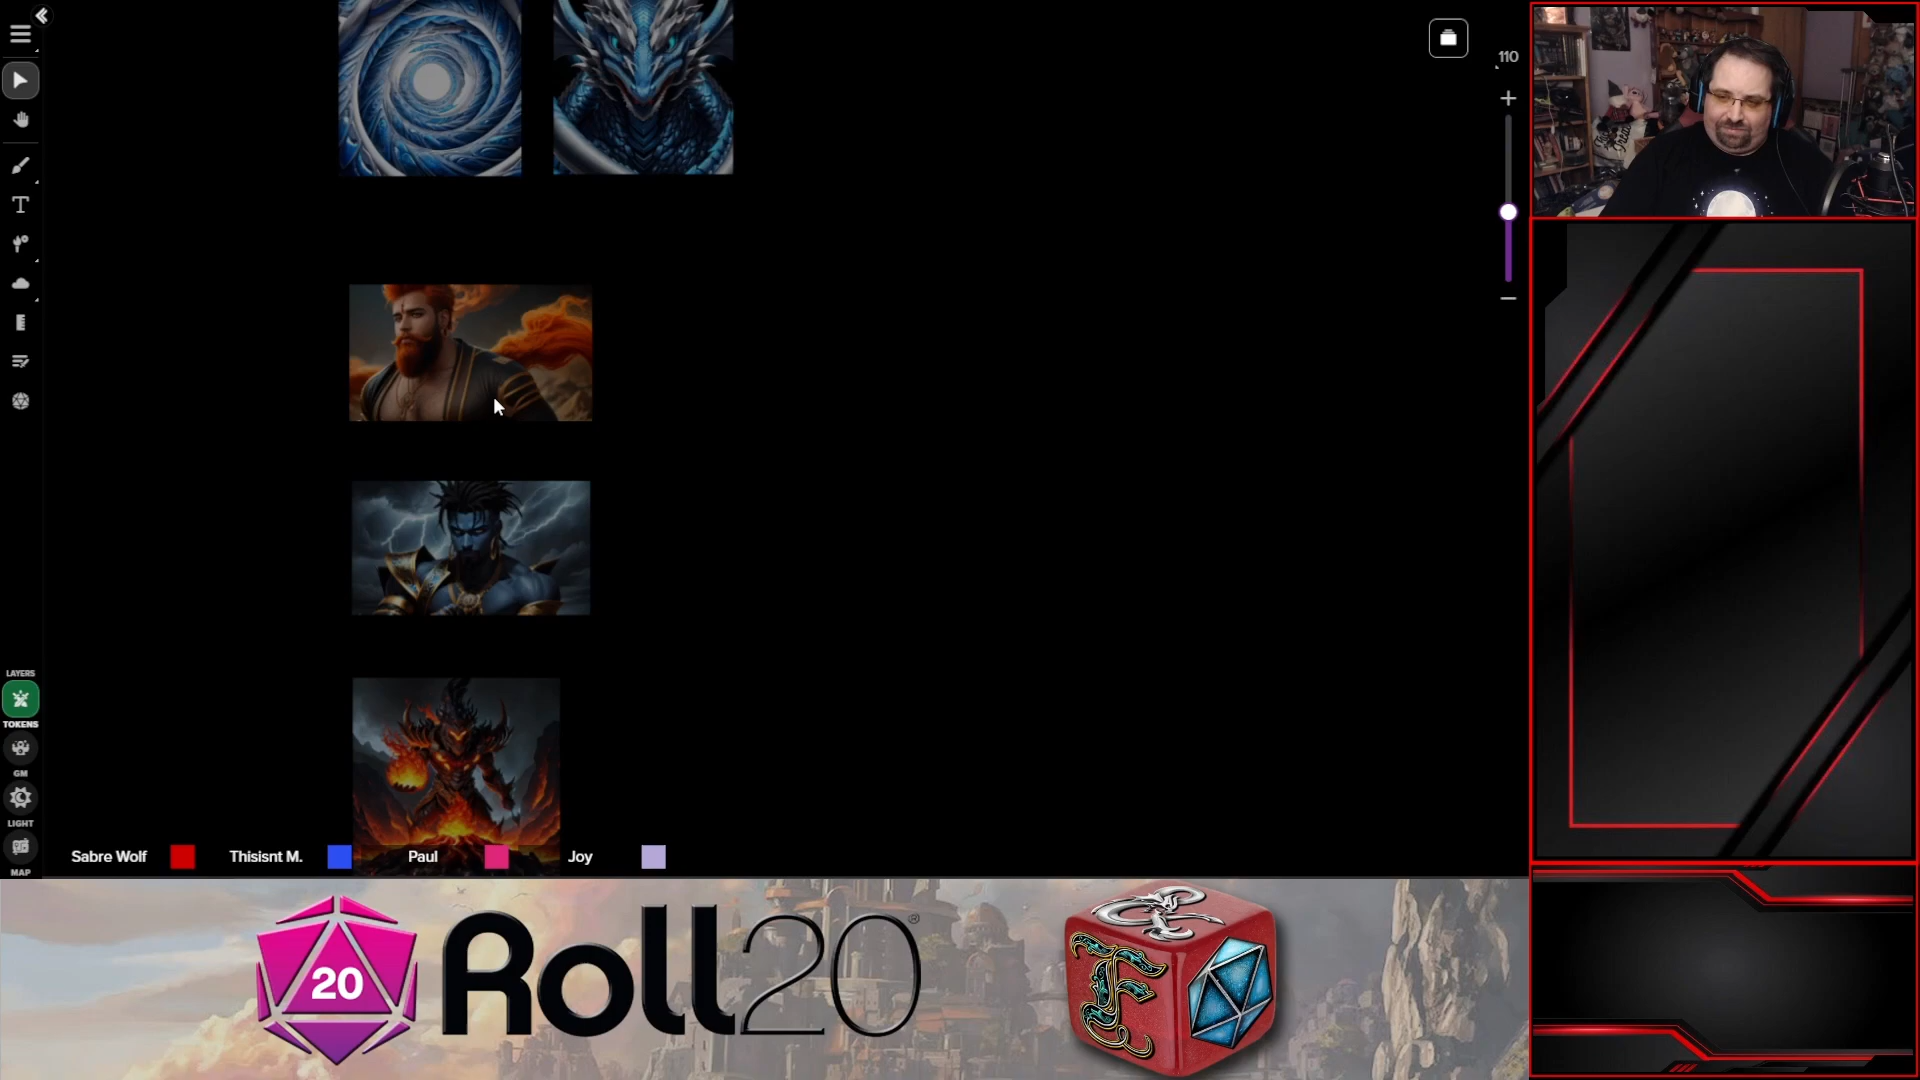 110
LAYERS
TOKENS
GM
LIGHT
MAP
Sabre Wolf
Thisisnt M.
Paul
Joy
20
Roll20®